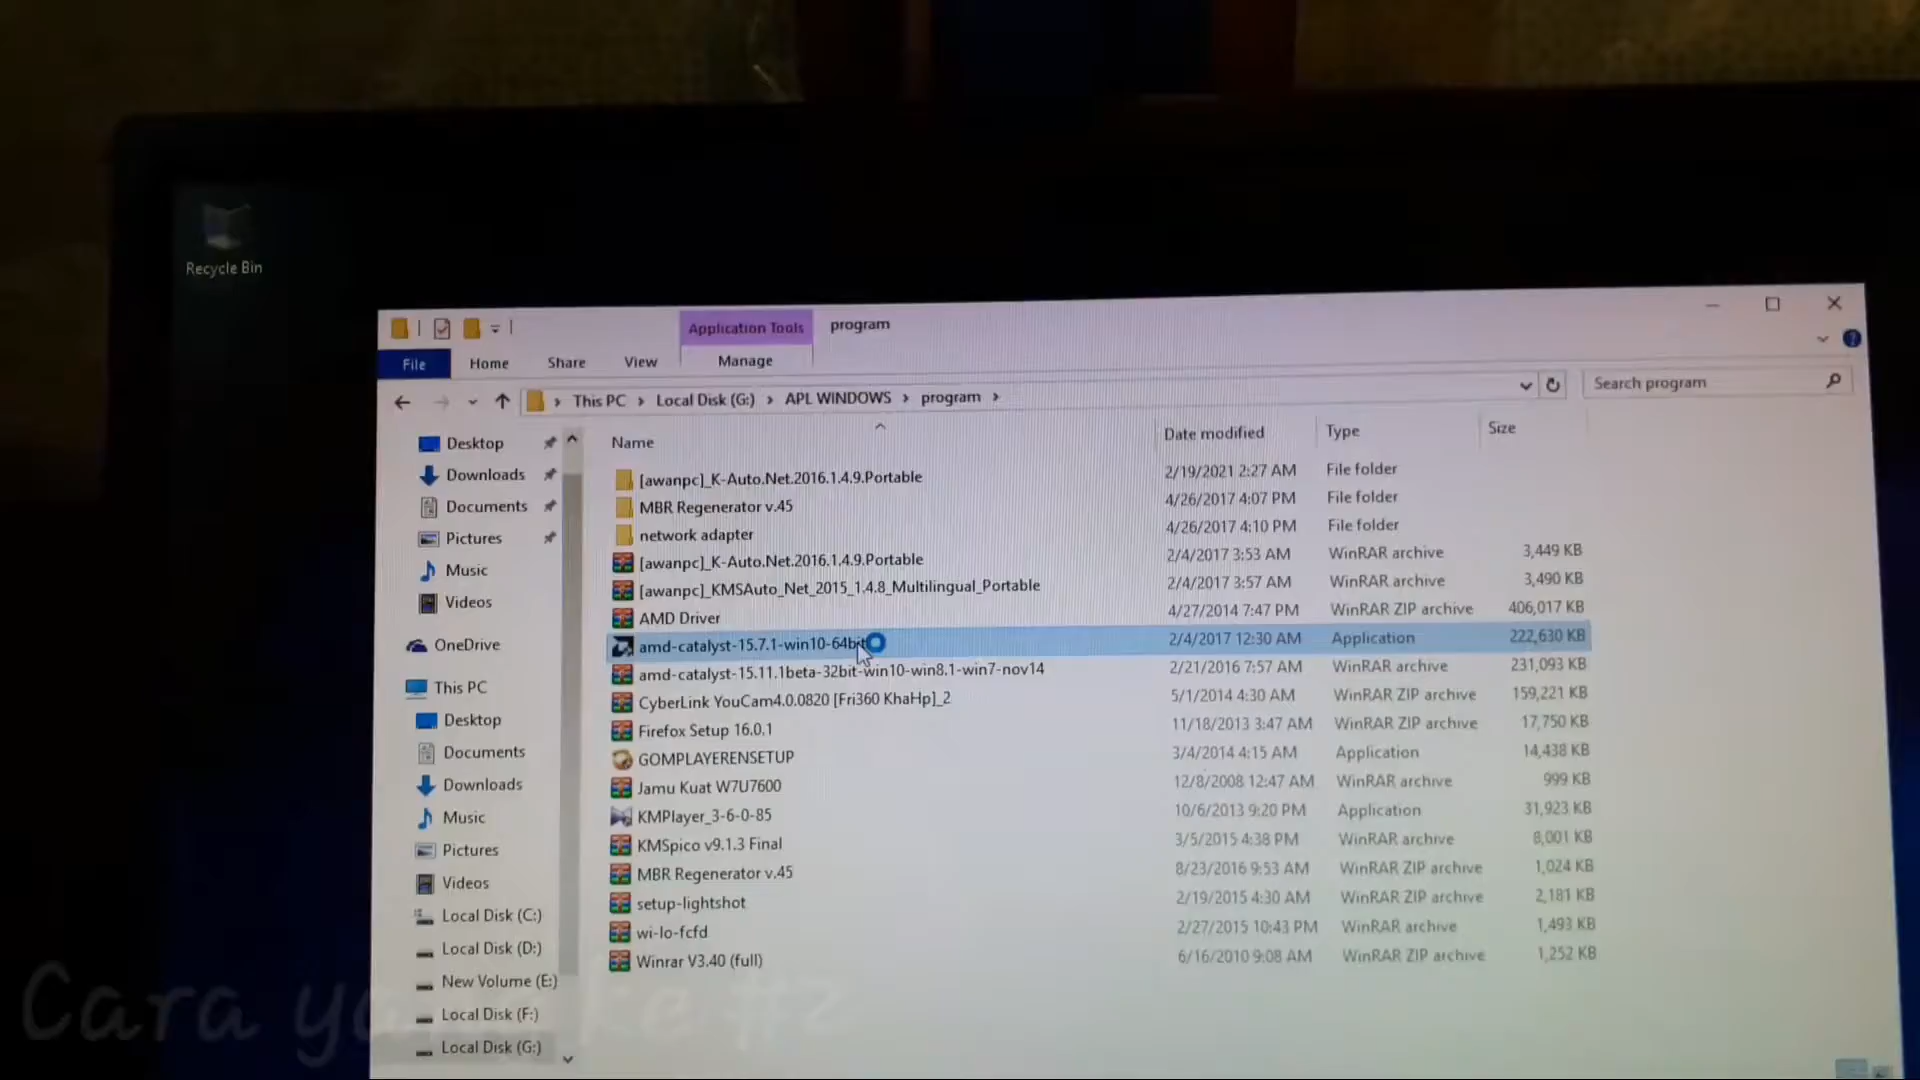 Recycle Bin
Application Tools
program
File
Home
Share
View
Manage
This PC
Local Disk (G:)
APL WINDOWS
program
Search program
Desktop
Downloads
Documents
Pictures
Music
Videos
OneDrive
This PC
Desktop
Documents
Downloads
Music
Pictures
Videos
Local Disk (C:)
Local Disk (D:)
New Volume (E:)
Local Disk (F:)
Local Disk (G:)
Name Date modified Type Size
[awanpc]_K-Auto.Net.2016.1.4.9.Portable 2/19/2021 2:27 AM File folder
MBR Regenerator v.45 4/26/2017 4:07 PM File folder
network adapter 4/26/2017 4:10 PM File folder
[awanpc]_K-Auto.Net.2016.1.4.9.Portable 2/4/2017 3:53 AM WinRAR archive 3,449 KB
[awanpc]_KMSAuto_Net_2015_1.4.8_Multilingual_Portable 2/4/2017 3:57 AM WinRAR archive 3,490 KB
AMD Driver 4/27/2014 7:47 PM WinRAR ZIP archive 406,017 KB
amd-catalyst-15.7.1-win10-64bit 2/4/2017 12:30 AM Application 222,630 KB
amd-catalyst-15.11.1beta-32bit-win10-win8.1-win7-nov14 2/21/2016 7:57 AM WinRAR archive 231,093 KB
CyberLink YouCam4.0.0820 [Fri360 KhaHp]_2 5/1/2014 4:30 AM WinRAR ZIP archive 159,221 KB
Firefox Setup 16.0.1 11/18/2013 3:47 AM WinRAR ZIP archive 17,750 KB
GOMPLAYERENSETUP 3/4/2014 4:15 AM Application 14,438 KB
Jamu Kuat W7U7600 12/8/2008 12:47 AM WinRAR archive 999 KB
KMPlayer_3-6-0-85 10/6/2013 9:20 PM Application 31,923 KB
KMSpico v9.1.3 Final 3/5/2015 4:38 PM WinRAR archive 8,001 KB
MBR Regenerator v.45 8/23/2016 9:53 AM WinRAR ZIP archive 1,024 KB
setup-lightshot 2/19/2015 4:30 AM WinRAR ZIP archive 2,181 KB
wi-lo-fcfd 2/27/2015 10:43 PM WinRAR archive 1,493 KB
Winrar V3.40 (full) 6/16/2010 9:08 AM WinRAR ZIP archive 1,252 KB
Cara ke #2